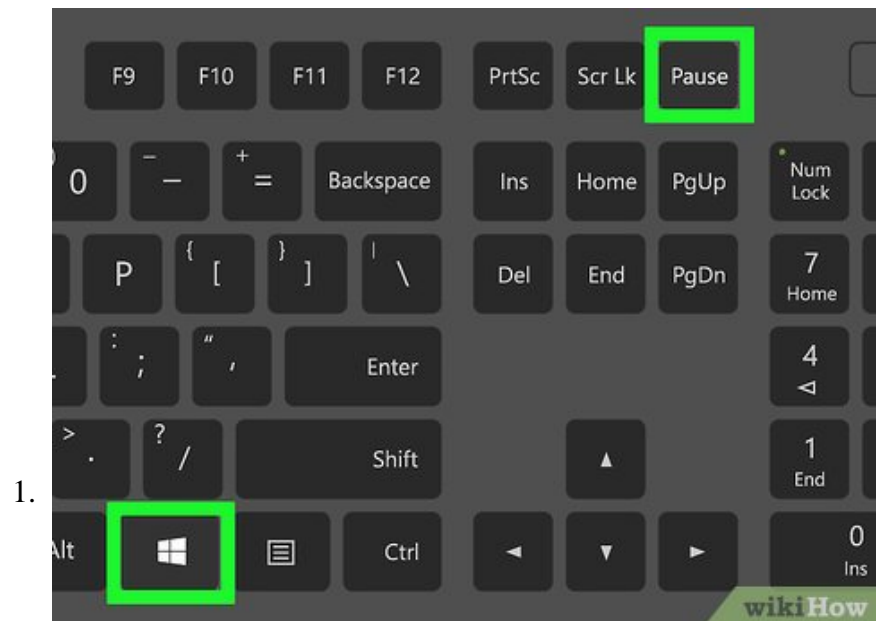 F9 F10 F11 F12 PrtSc Scr Lk Pause
) 0 _ – + = Backspace Ins Home PgUp Num Lock
P { [ } ] | \ Del End PgDn 7 Home
: ; " ' Enter 4 ◅
> . ? / Shift ▲ 1 End
1.
Alt Ctrl ◄ ▼ ► 0 Ins
wikiHow